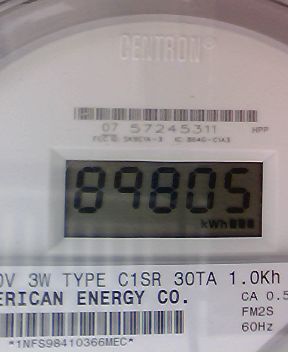 CENTRON®
07 57245311 HPP
89805
kWh
0V 3W TYPE C1SR 30TA 1.0Kh
ERICAN ENERGY CO. CA 0.5
FM2S
60Hz
*1NFS98410366MEC*